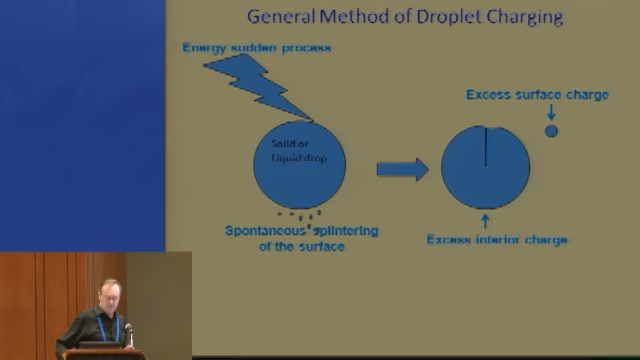 General Method of Droplet Charging
Energy sudden process
Excess surface charge
Solid or
Liquid drop
Spontaneous splintering
of the surface
Excess interior charge